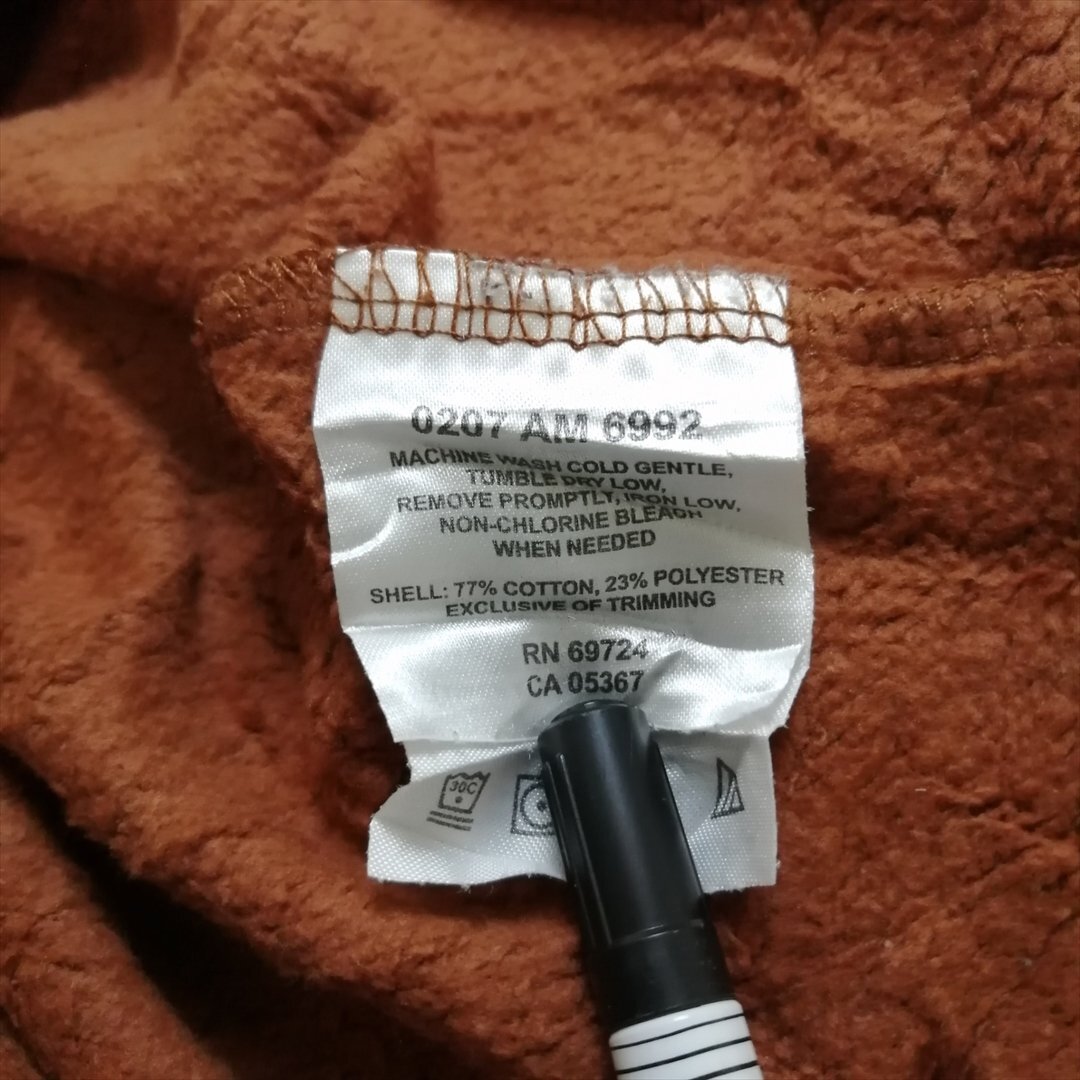 0207 AM 6992
MACHINE WASH COLD GENTLE,
TUMBLE DRY LOW,
REMOVE PROMPTLY, IRON LOW,
NON-CHLORINE BLEACH
WHEN NEEDED
SHELL: 77% COTTON, 23% POLYESTER
EXCLUSIVE OF TRIMMING
RN 69724
CA 05367
30C